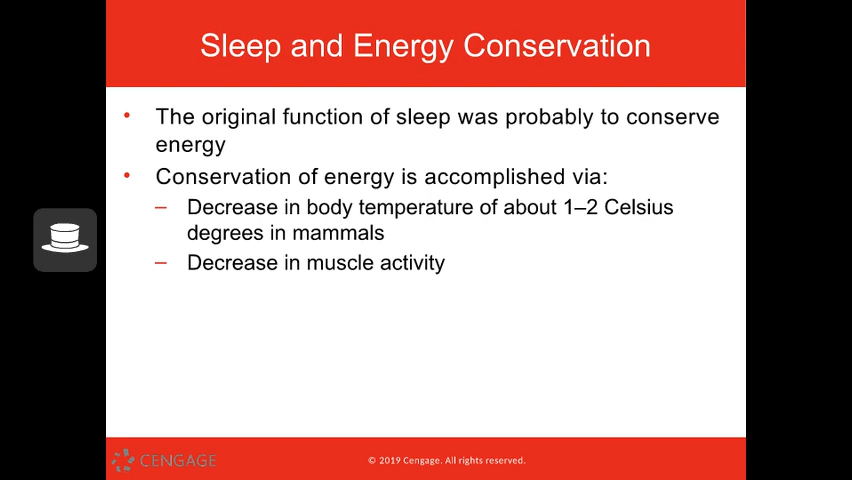 Sleep and Energy Conservation
• The original function of sleep was probably to conserve
energy
• Conservation of energy is accomplished via:
– Decrease in body temperature of about 1–2 Celsius
degrees in mammals
– Decrease in muscle activity
CENGAGE
© 2019 Cengage. All rights reserved.